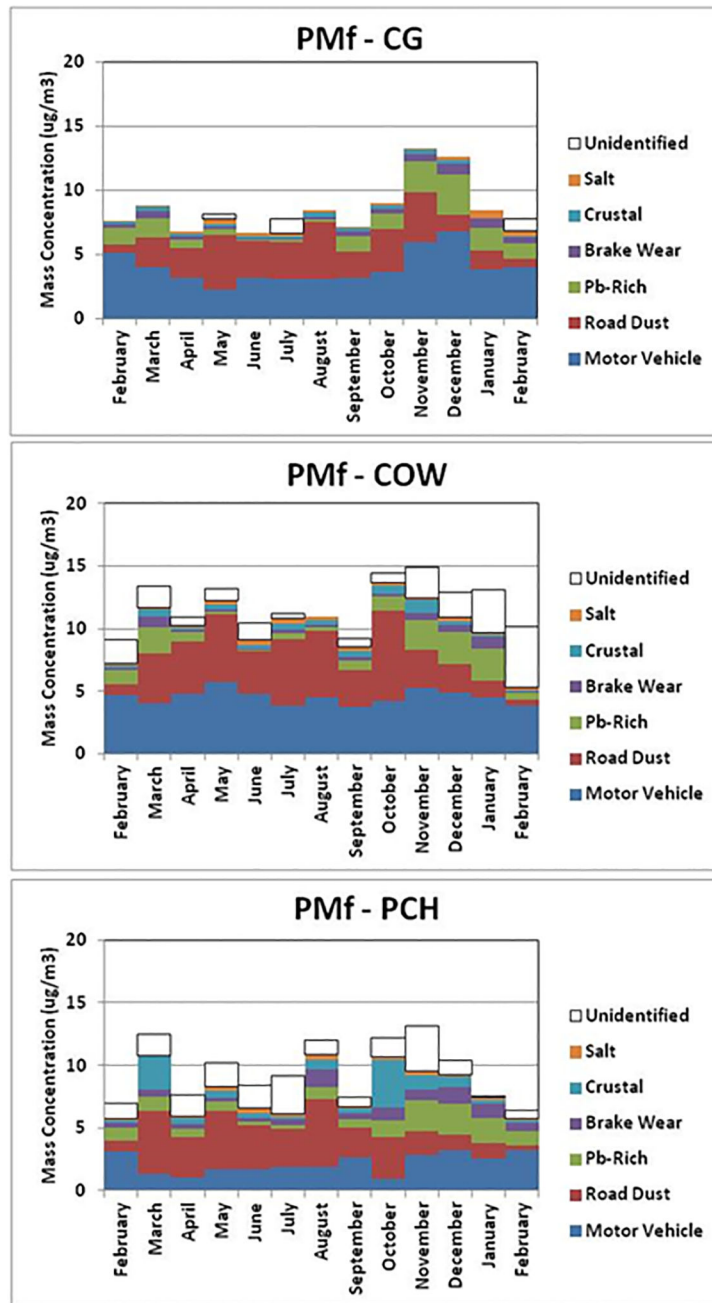 PMf - CG
Mass Concentration (ug/m3)
20
15
10
5
0
February
March
April
May
June
July
August
September
October
November
December
January
February
Unidentified
Salt
Crustal
Brake Wear
Pb-Rich
Road Dust
Motor Vehicle
PMf - COW
Mass Concentration (ug/m3)
20
15
10
5
0
February
March
April
May
June
July
August
September
October
November
December
January
February
Unidentified
Salt
Crustal
Brake Wear
Pb-Rich
Road Dust
Motor Vehicle
PMf - PCH
Mass Concentration (ug/m3)
20
15
10
5
0
February
March
April
May
June
July
August
September
October
November
December
January
February
Unidentified
Salt
Crustal
Brake Wear
Pb-Rich
Road Dust
Motor Vehicle